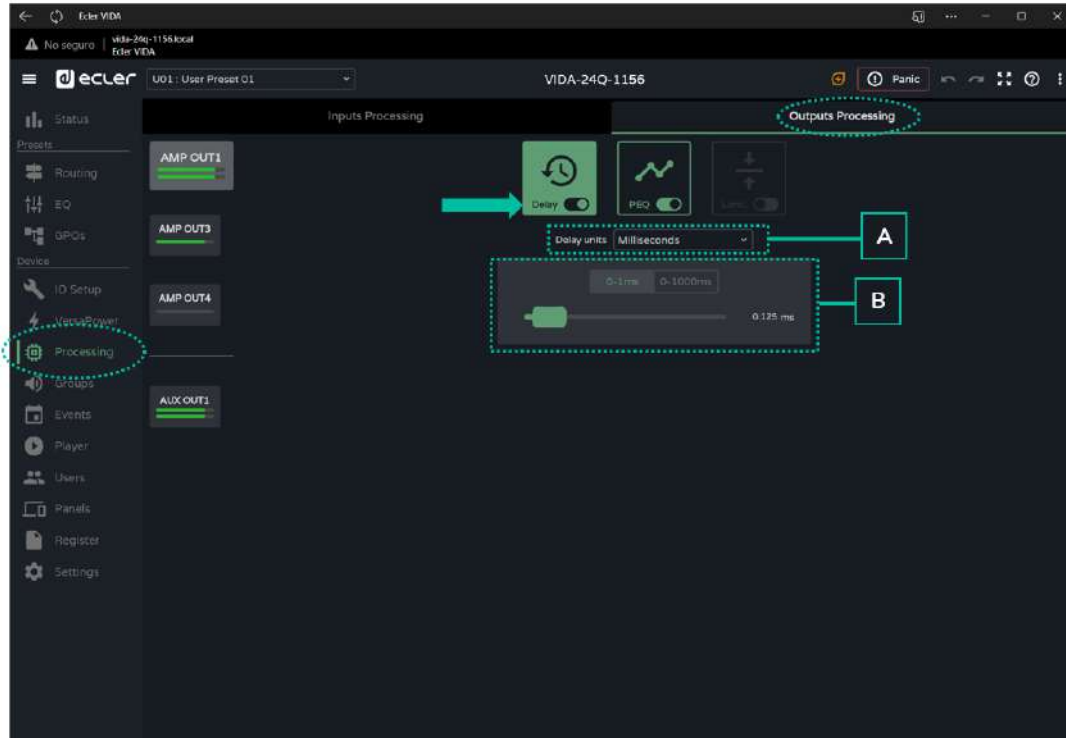 Ecler VIDA
No seguro
vida-24q-1156.local
Ecler VIDA
ecler
U01 : User Preset 01
VIDA-24Q-1156
Panic
Status
Presets
Routing
EQ
GPOs
Device
IO Setup
VersaPower
Processing
Groups
Events
Player
Users
Panels
Register
Settings
Inputs Processing
Outputs Processing
AMP OUT1
AMP OUT3
AMP OUT4
AUX OUT1
Delay
PEQ
Delay units
Milliseconds
A
0-1ms
0-1000ms
0.125 ms
B